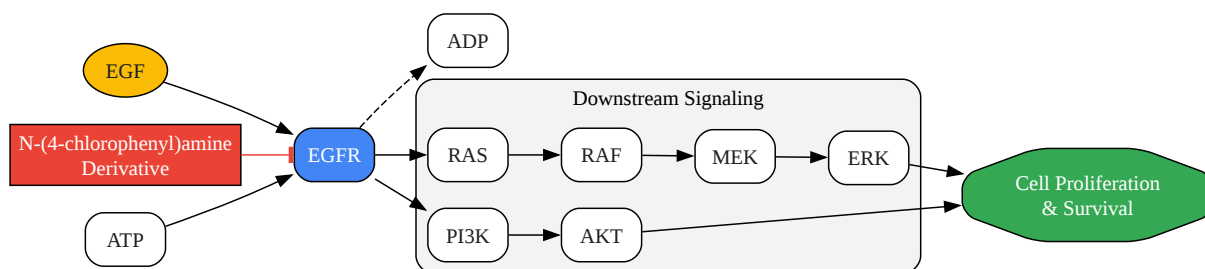 EGF
N-(4-chlorophenyl)amine
Derivative
ATP
EGFR
ADP
Downstream Signaling
RAS
RAF
MEK
ERK
PI3K
AKT
Cell Proliferation
& Survival